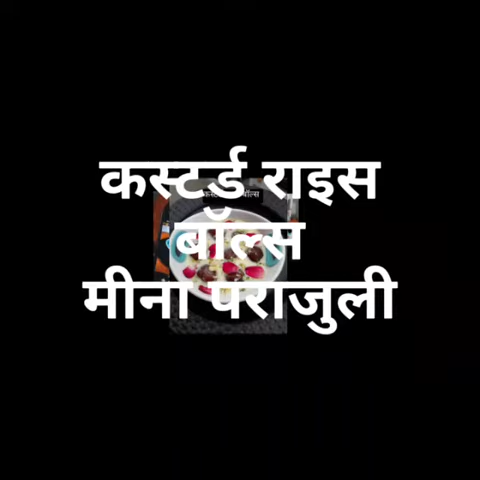 कस्टर्ड राइस
बॉल्स
मीना पराजुली